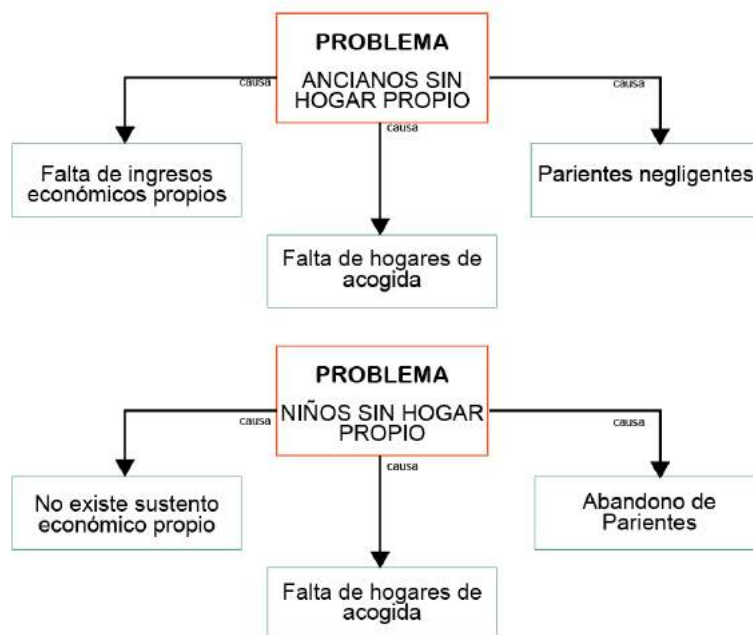 PROBLEMA
ANCIANOS SIN
HOGAR PROPIO
causa
causa
causa
Falta de ingresos
económicos propios
Parientes negligentes
Falta de hogares de
acogida
PROBLEMA
NIÑOS SIN HOGAR
PROPIO
causa
causa
causa
No existe sustento
económico propio
Abandono de
Parientes
Falta de hogares de
acogida